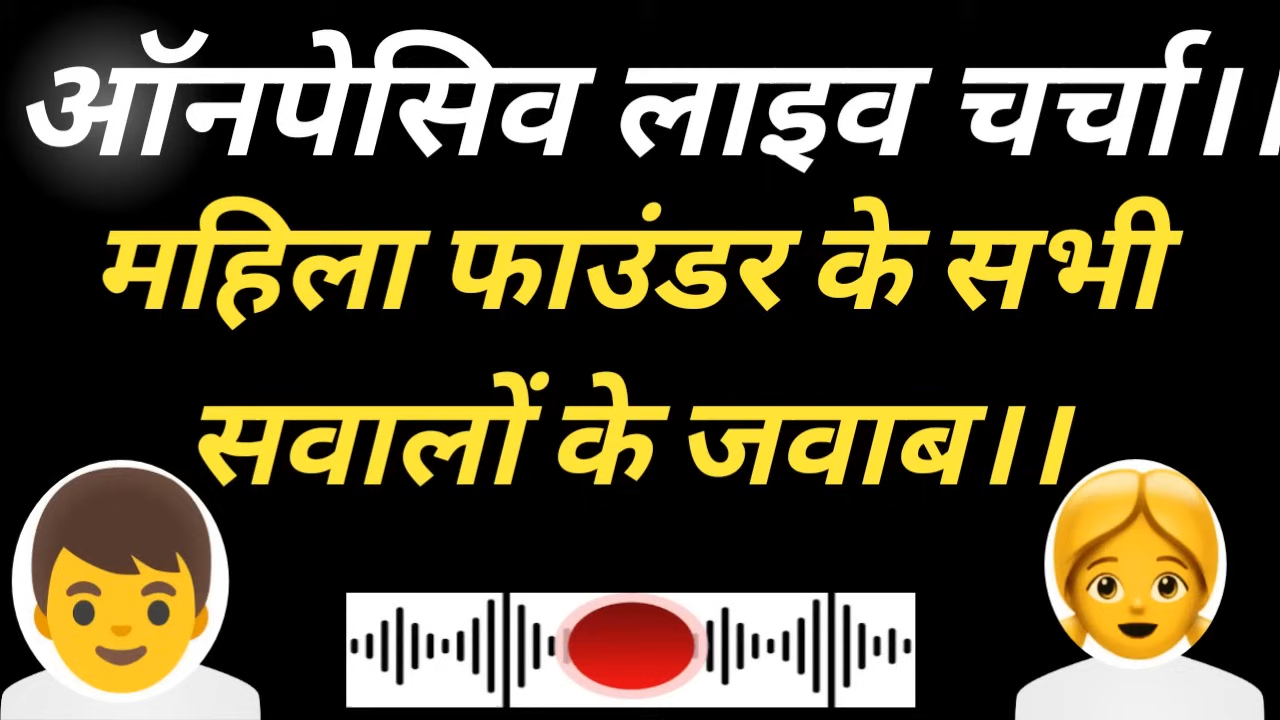 ऑनपेसिव लाइव चर्चा।।
महिला फाउंडर के सभी
सवालों के जवाब।।